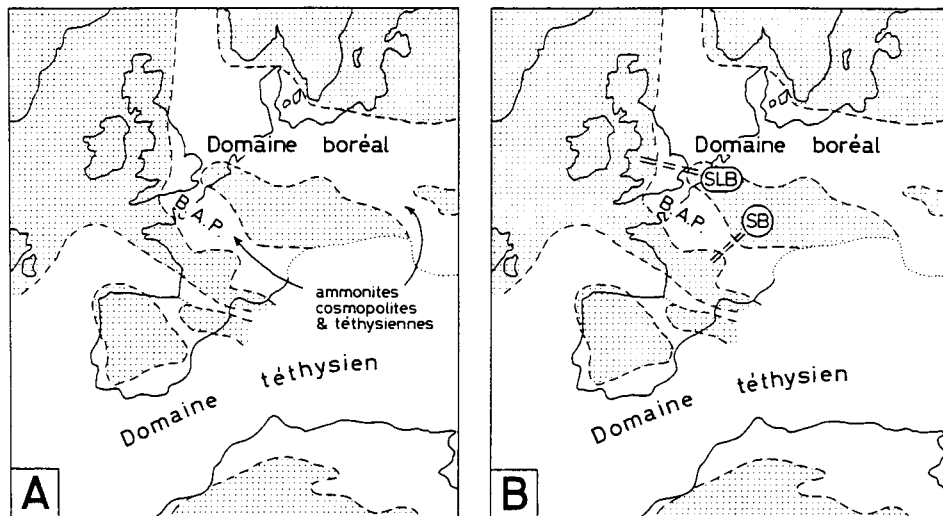 Domaine boréal
B.A.P.
ammonites
cosmopolites
& téthysiennes
Domaine téthysien
A
Domaine boréal
SLB
SB
B.A.P.
Domaine téthysien
B